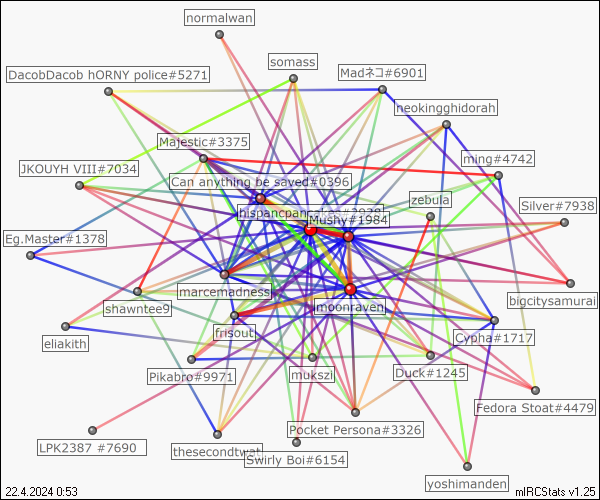 normalwan
somass
DacobDacob hORNY police#5271
Madネコ#6901
neokingghidorah
Majestic#3375
ming#4742
JKOUYH VIII#7034
Can anything be saved#0396
zebula
Silver#7938
hispancpan
Mushy#1984
Eg.Master#1378
marcemadness
bigcitysamurai
shawntee9
moonraven
frisout
Cypha#1717
eliakith
Pikabro#9971
mukszi
Duck#1245
Fedora Stoat#4479
Pocket Persona#3326
LPK2387 #7690
thesecondtwat
Swirly Boi#6154
yoshimanden
22.4.2024 0:53
mIRCStats v1.25